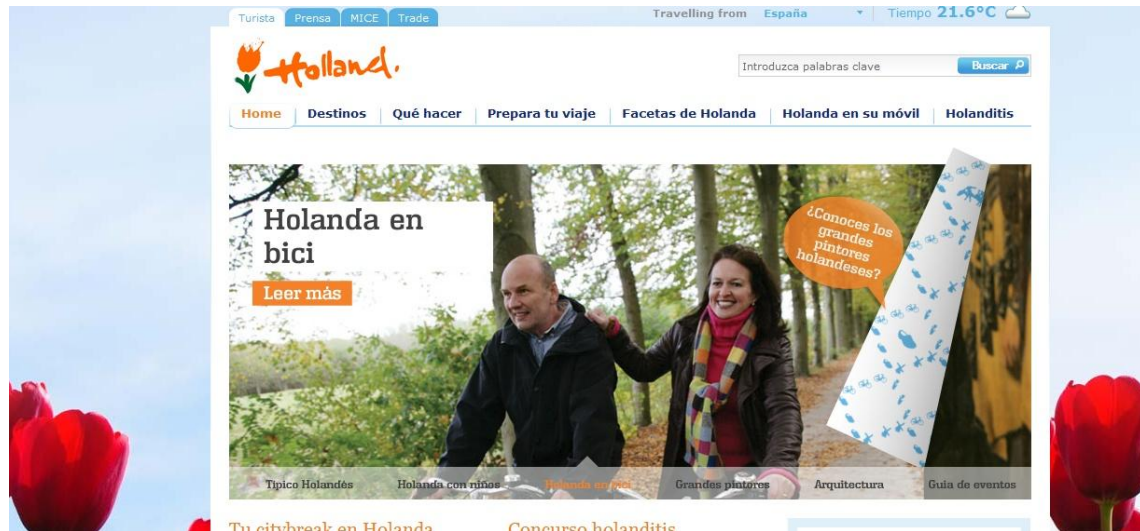 Turista Prensa MICE Trade Travelling from España Tiempo 21.6°C
Holland.
Introduzca palabras clave Buscar
Home Destinos Qué hacer Prepara tu viaje Facetas de Holanda Holanda en su móvil Holanditis
Holanda en
bici
Leer más
¿Conoces los
grandes
pintores
holandeses?
Típico Holandés Holanda con niños Holanda en bici Grandes pintores Arquitectura Guía de eventos
Tu citybreak en Holanda Concurso holanditis